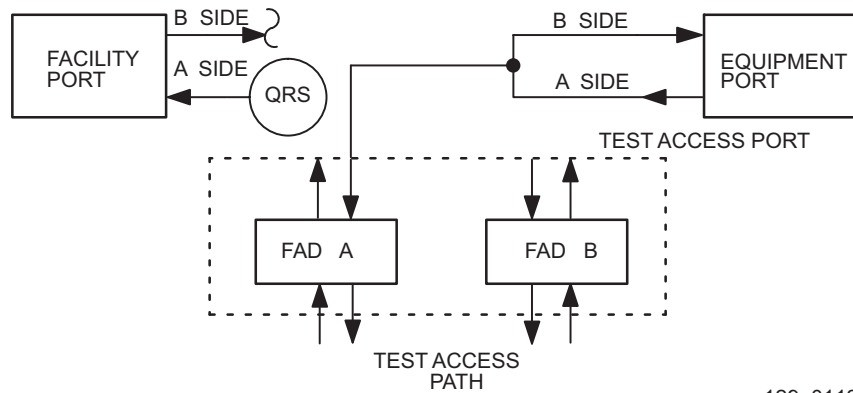 B SIDE
FACILITY
PORT
A SIDE
QRS
B SIDE
A SIDE
EQUIPMENT
PORT
TEST ACCESS PORT
FAD A
FAD B
TEST ACCESS
PATH